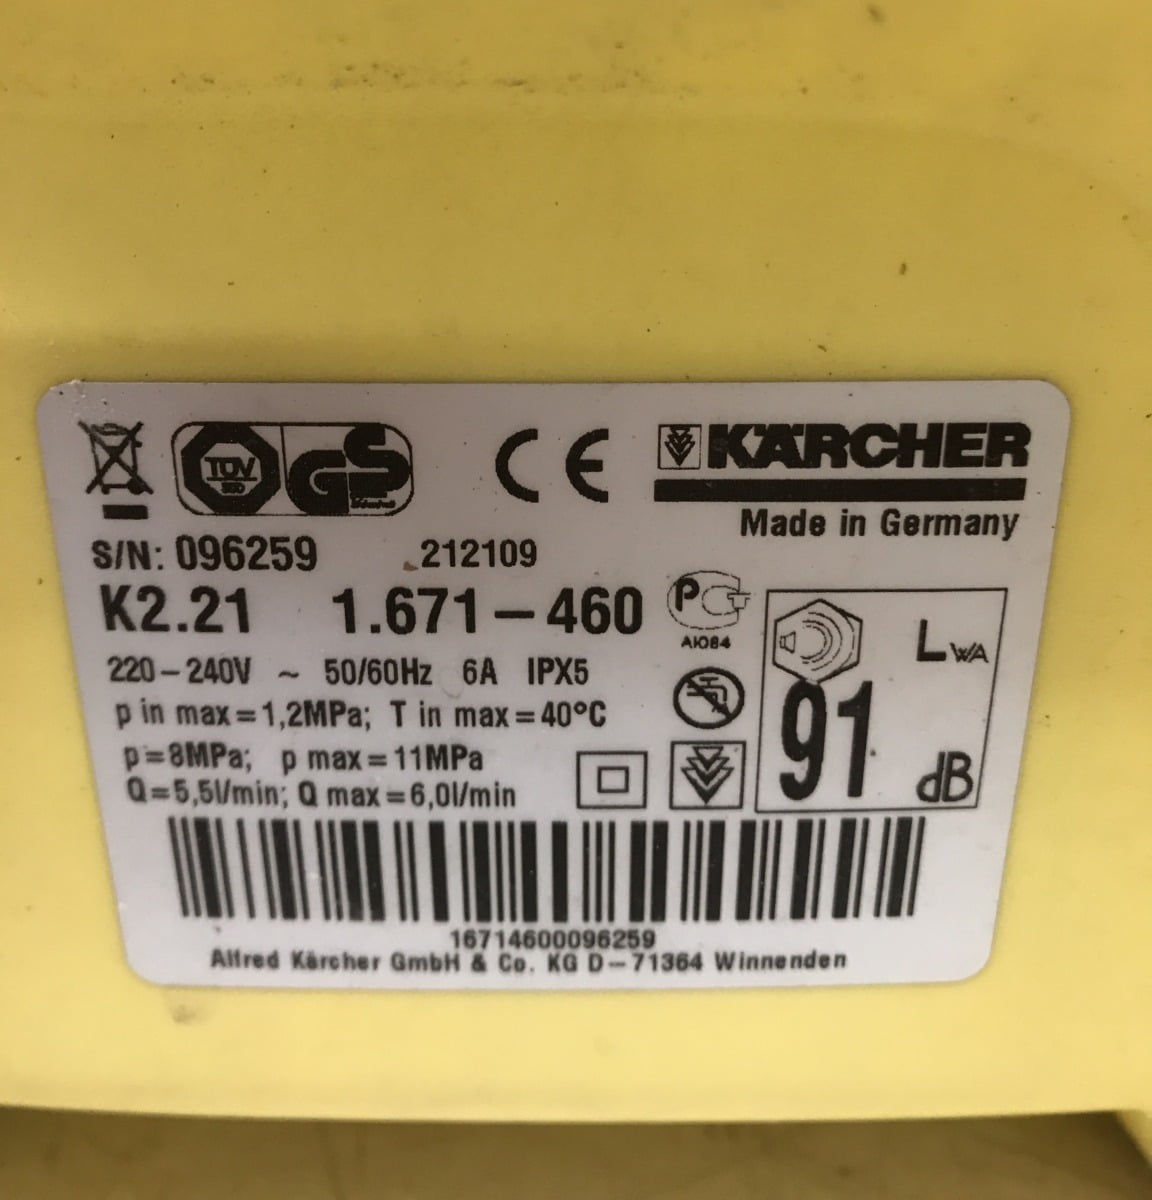 TÜV GS CE KÄRCHER
Made in Germany
S/N: 096259 212109
K2.21 1.671-460
AЮ84
220-240V ~ 50/60Hz 6A IPX5
p in max=1,2MPa; T in max=40°C
p=8MPa; p max=11MPa
Q=5,5l/min; Q max=6,0l/min
LWA
91 dB
16714600096259
Alfred Kärcher GmbH & Co. KG D-71364 Winnenden